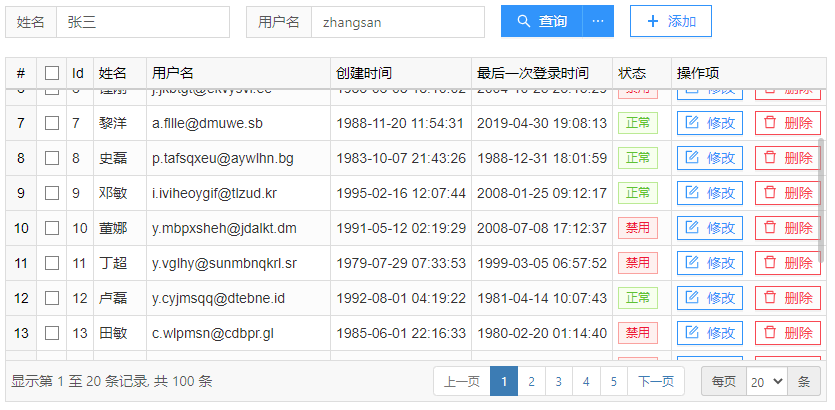 姓名 张三 用户名 zhangsan 查询 ··· 添加
# Id 姓名 用户名 创建时间 最后一次登录时间 状态 操作项
禁用 修改 删除
7 7 黎洋 a.fllle@dmuwe.sb 1988-11-20 11:54:31 2019-04-30 19:08:13 正常 修改 删除
8 8 史磊 p.tafsqxeu@aywlhn.bg 1983-10-07 21:43:26 1988-12-31 18:01:59 正常 修改 删除
9 9 邓敏 i.iviheoygif@tlzud.kr 1995-02-16 12:07:44 2008-01-25 09:12:17 正常 修改 删除
10 10 董娜 y.mbpxsheh@jdalkt.dm 1991-05-12 02:19:29 2008-07-08 17:12:37 禁用 修改 删除
11 11 丁超 y.vglhy@sunmbnqkrl.sr 1979-07-29 07:33:53 1999-03-05 06:57:52 禁用 修改 删除
12 12 卢磊 y.cyjmsqq@dtebne.id 1992-08-01 04:19:22 1981-04-14 10:07:43 正常 修改 删除
13 13 田敏 c.wlpmsn@cdbpr.gl 1985-06-01 22:16:33 1980-02-20 01:14:40 禁用 修改 删除
显示第 1 至 20 条记录, 共 100 条 上一页 1 2 3 4 5 下一页 每页 20 条